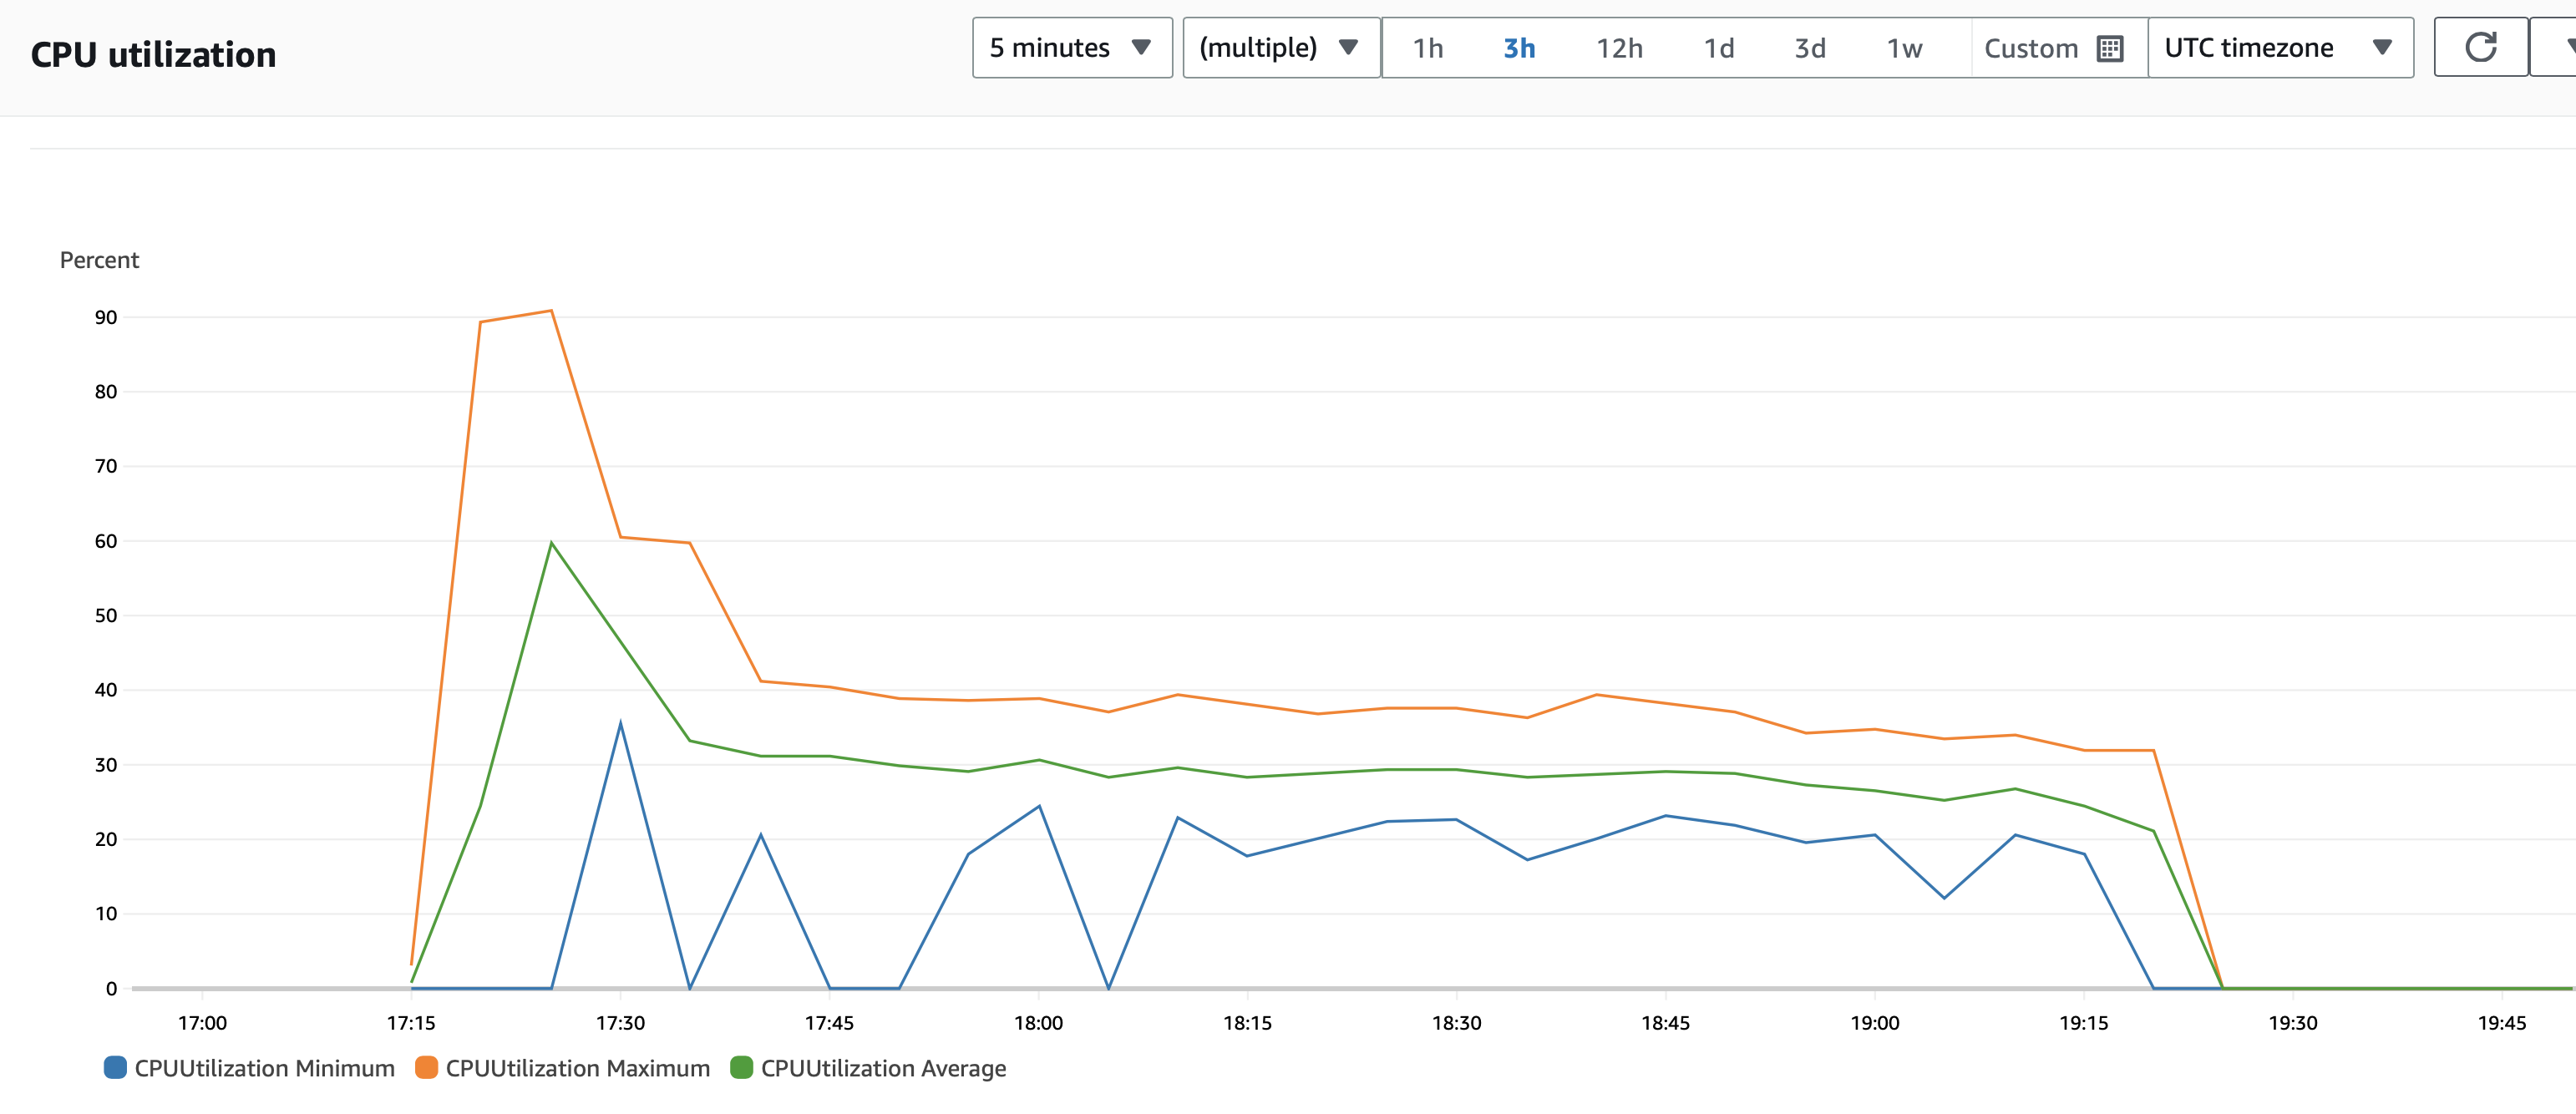 CPU utilization 5 minutes (multiple) 1h 3h 12h 1d 3d 1w Custom UTC timezone
Percent
90
80
70
60
50
40
30
20
10
0
17:00 17:15 17:30 17:45 18:00 18:15 18:30 18:45 19:00 19:15 19:30 19:45
CPUUtilization Minimum CPUUtilization Maximum CPUUtilization Average